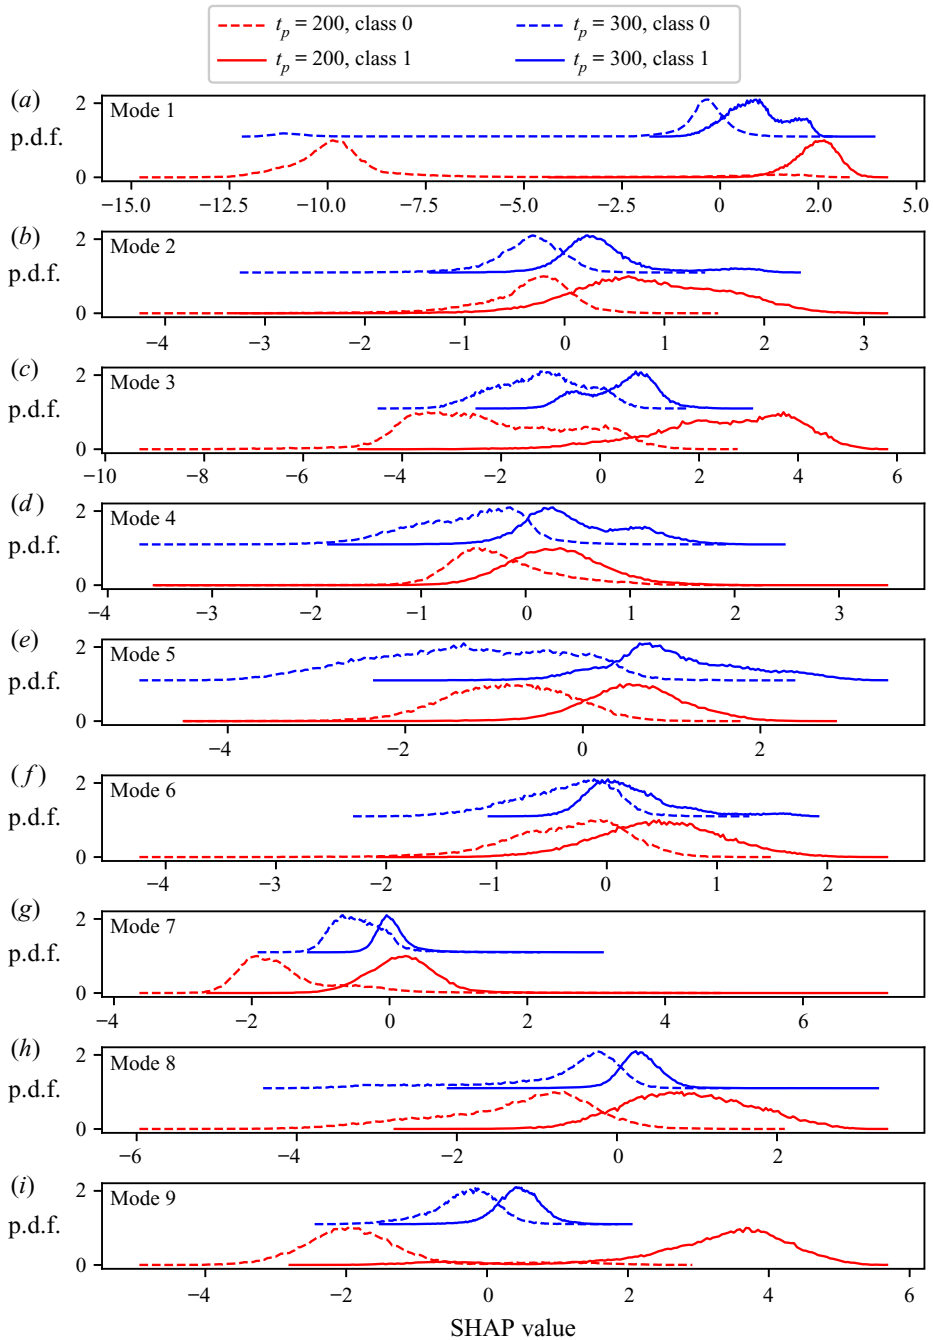 t_p = 200, class 0 t_p = 300, class 0
t_p = 200, class 1 t_p = 300, class 1
(a) 2 Mode 1
p.d.f.
0
−15.0 −12.5 −10.0 −7.5 −5.0 −2.5 0 2.0 5.0
(b) 2 Mode 2
p.d.f.
0
−4 −3 −2 −1 0 1 2 3
(c) 2 Mode 3
p.d.f.
0
−10 −8 −6 −4 −2 0 2 4 6
(d) 2 Mode 4
p.d.f.
0
−4 −3 −2 −1 0 1 2 3
(e) 2 Mode 5
p.d.f.
0
−4 −2 0 2
(f) 2 Mode 6
p.d.f.
0
−4 −3 −2 −1 0 1 2
(g) 2 Mode 7
p.d.f.
0
−4 −2 0 2 4 6
(h) 2 Mode 8
p.d.f.
0
−6 −4 −2 0 2
(i) 2 Mode 9
p.d.f.
0
−4 −2 0 2 4 6
SHAP value